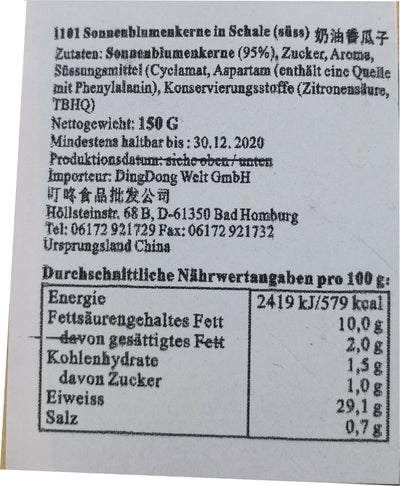 1101 Sonnenblumenkerne in Schale (süss) 奶油香瓜子
Zutaten: Sonnenblumenkerne (95%), Zucker, Aroma,
Süssungsmittel (Cyclamat, Aspartam (enthält eine Quelle
mit Phenylalanin), Konservierungsstoffe (Zitronensäure,
TBHQ)
Nettogewicht: 150 G
Mindestens haltbar bis : 30.12. 2020
Produktionsdatum: siche oben / unten
Importeur: DingDong Welt GmbH
叮咚食品批发公司
Höllsteinstr. 68 B, D-61350 Bad Homburg
Tel: 06172 921729 Fax: 06172 921732
Ursprungsland China
Durchschnittliche Nährwertangaben pro 100 g:
Energie 2419 kJ/579 kcal
Fettsäurengehaltes Fett 10,0 g
davon gesättigtes Fett 2,0 g
Kohlenhydrate 1,5 g
davon Zucker 1,0 g
Eiweiss 29,1 g
Salz 0,7 g